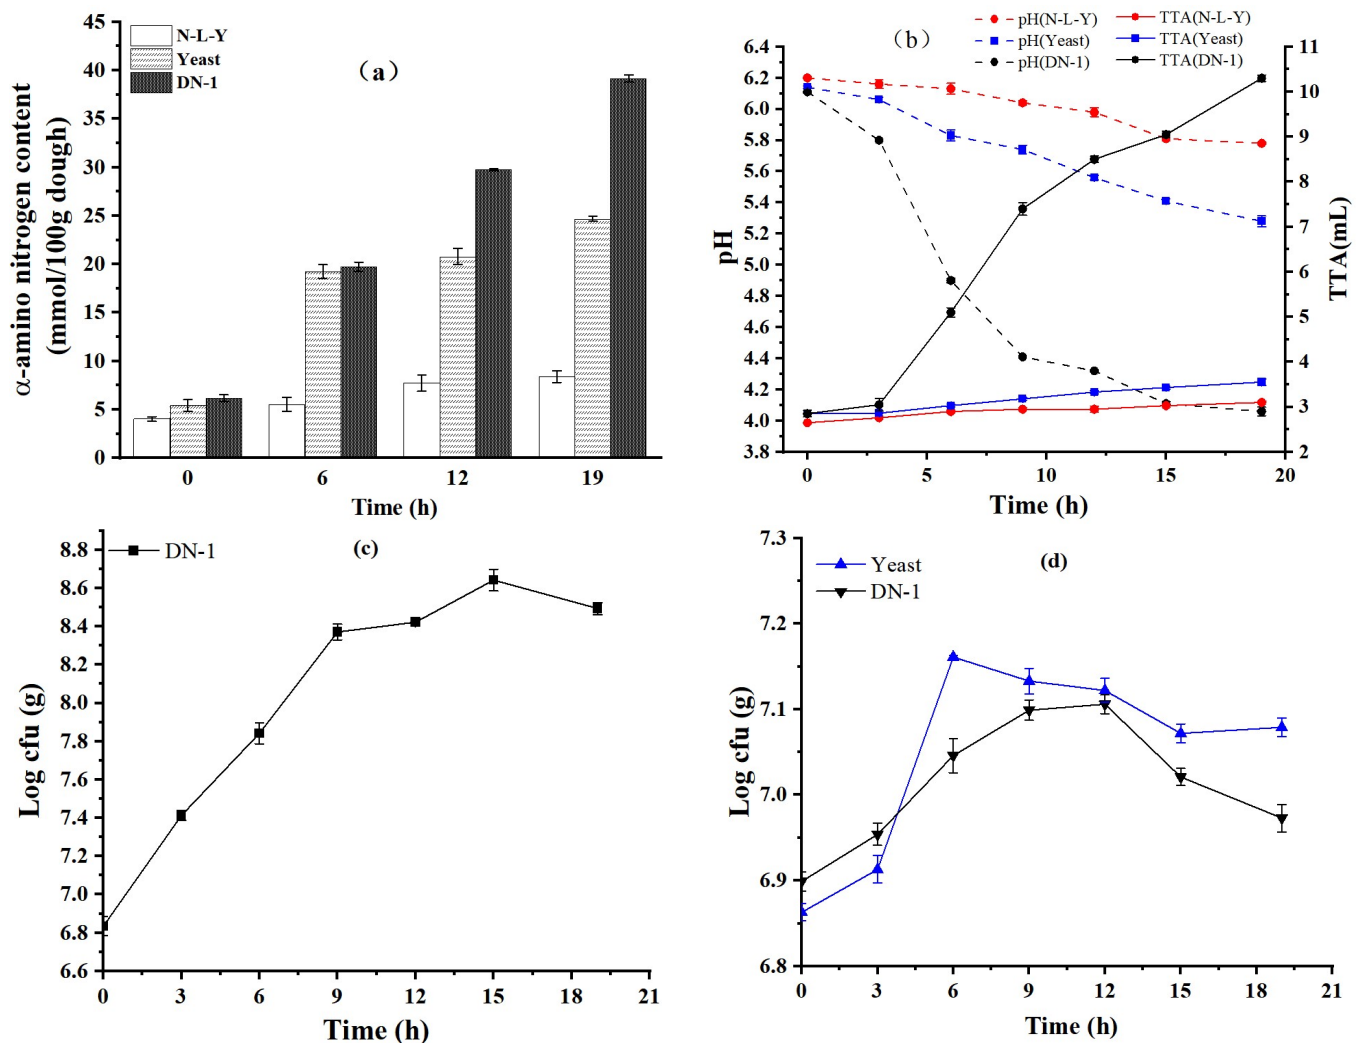 α-amino nitrogen content
(mmol/100g dough)
45
40
35
30
25
20
15
10
5
0
N-L-Y
Yeast
DN-1
(a)
0 6 12 19
Time (h)
pH(N-L-Y) TTA(N-L-Y)
pH(Yeast) TTA(Yeast)
pH(DN-1) TTA(DN-1)
(b)
pH
6.4
6.2
6.0
5.8
5.6
5.4
5.2
5.0
4.8
4.6
4.4
4.2
4.0
3.8
11
10
9
8
7
6
5
4
3
2
TTA(mL)
0 5 10 15 20
Time (h)
DN-1
(c)
Log cfu (g)
8.8
8.6
8.4
8.2
8.0
7.8
7.6
7.4
7.2
7.0
6.8
6.6
0 3 6 9 12 15 18 21
Time (h)
Yeast
DN-1
(d)
Log cfu (g)
7.3
7.2
7.1
7.0
6.9
6.8
0 3 6 9 12 15 18 21
Time (h)